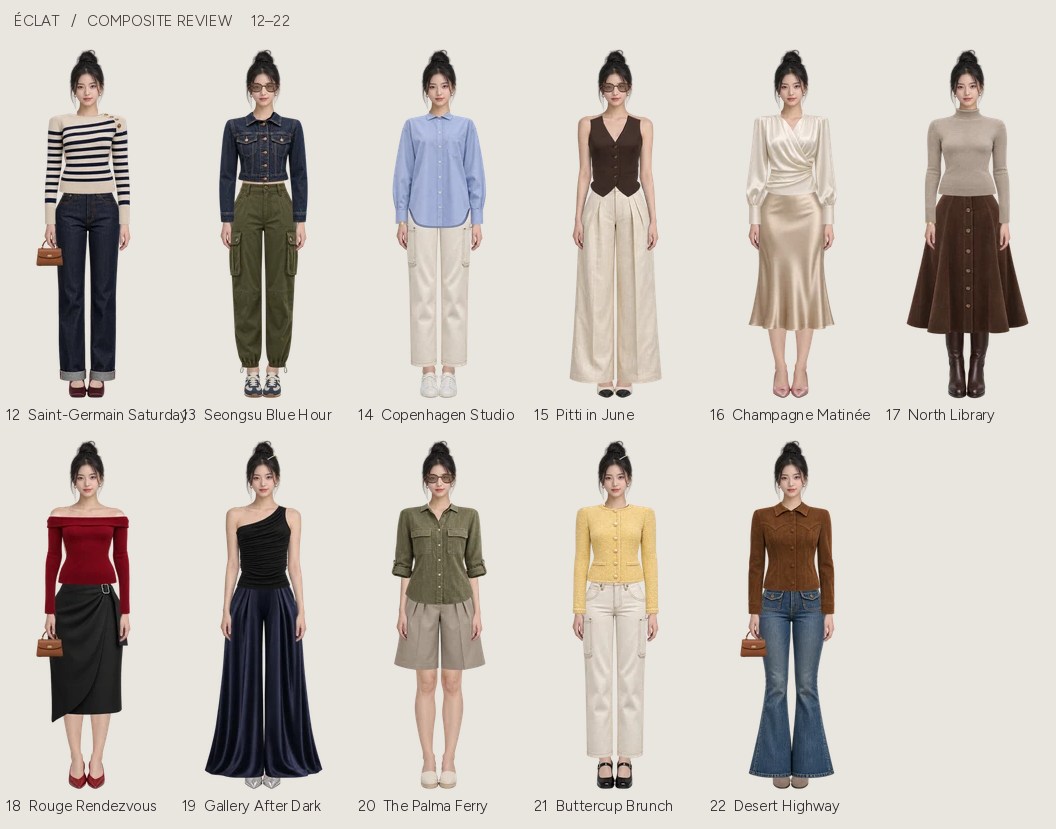 ÉCLAT / COMPOSITE REVIEW 12–22
12 Saint-Germain Saturday
13 Seongsu Blue Hour
14 Copenhagen Studio
15 Pitti in June
16 Champagne Matinée
17 North Library
18 Rouge Rendezvous
19 Gallery After Dark
20 The Palma Ferry
21 Buttercup Brunch
22 Desert Highway